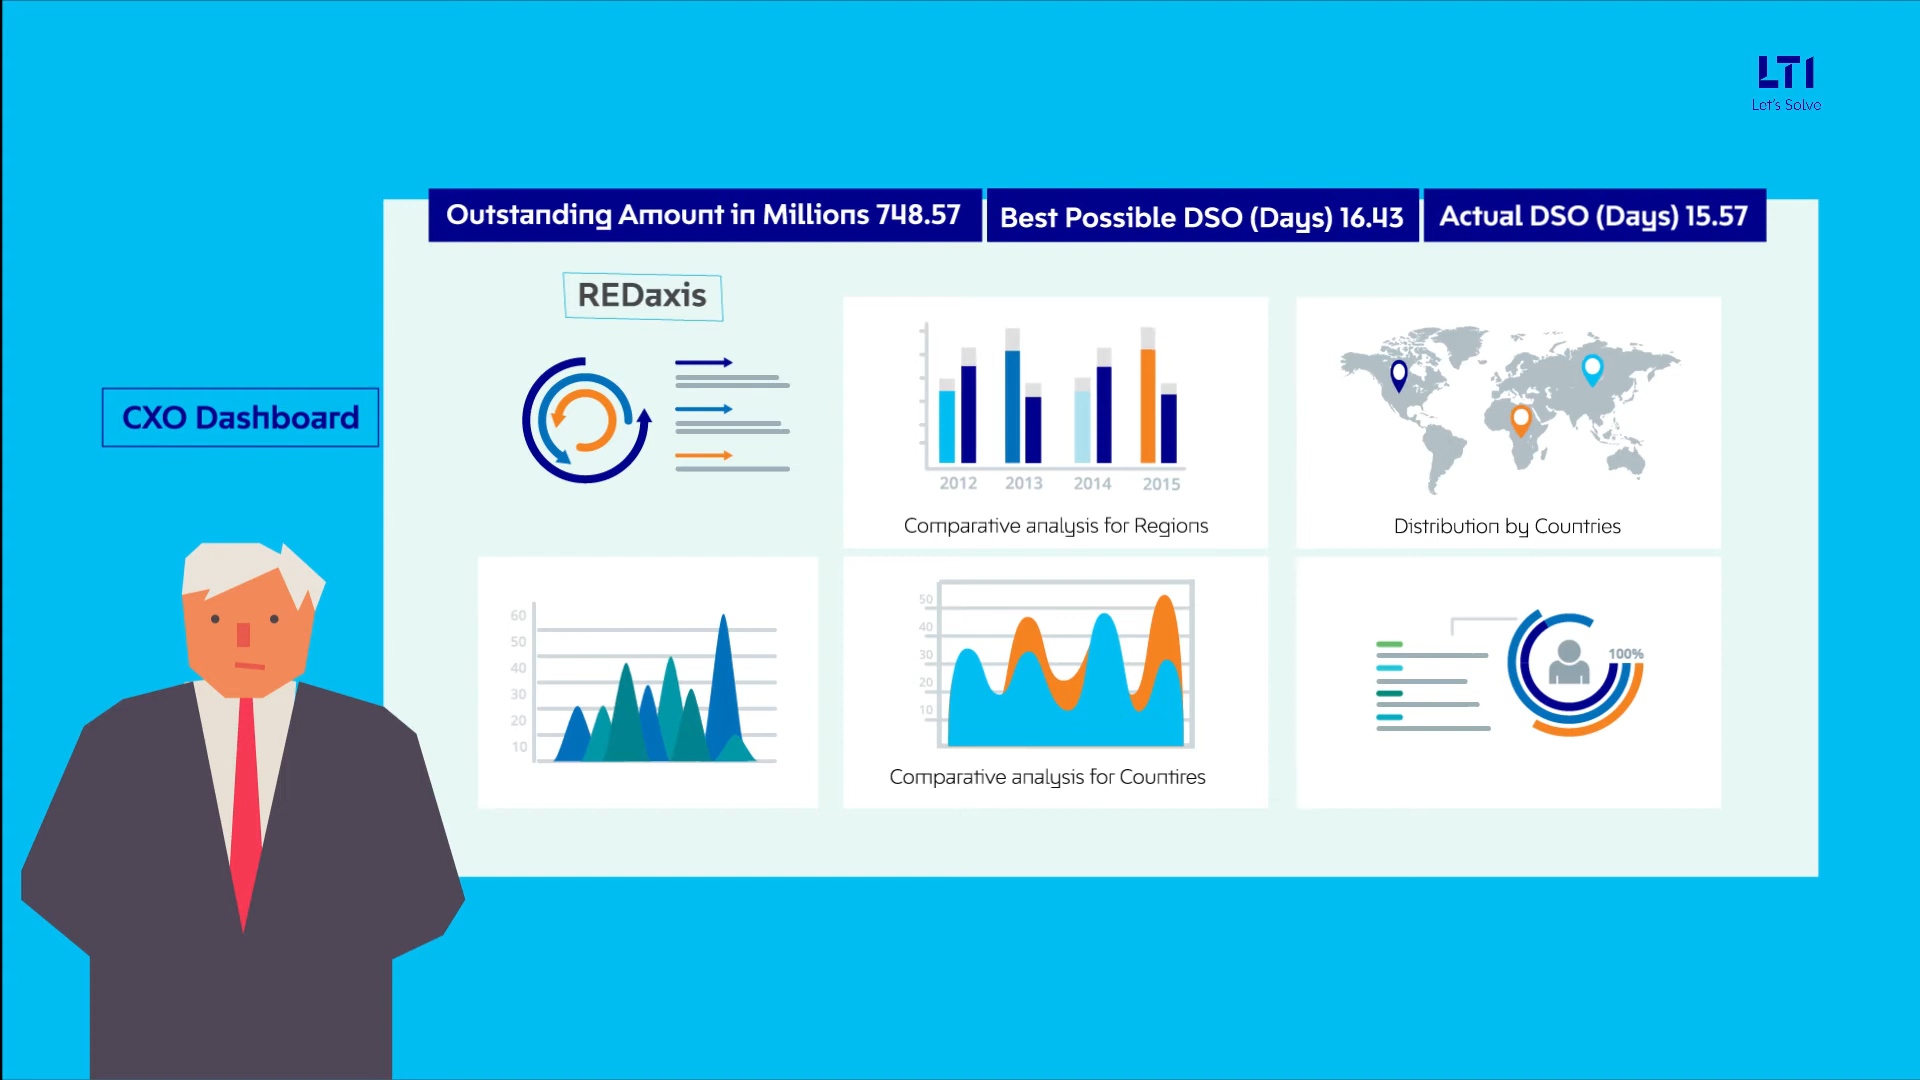 LTI
Let's Solve
Outstanding Amount in Millions 748.57
Best Possible DSO (Days) 16.43
Actual DSO (Days) 15.57
REDaxis
CXO Dashboard
2012 2013 2014 2015
Comparative analysis for Regions
Distribution by Countries
60
50
40
30
20
10
50
40
30
20
10
Comparative analysis for Countires
100%